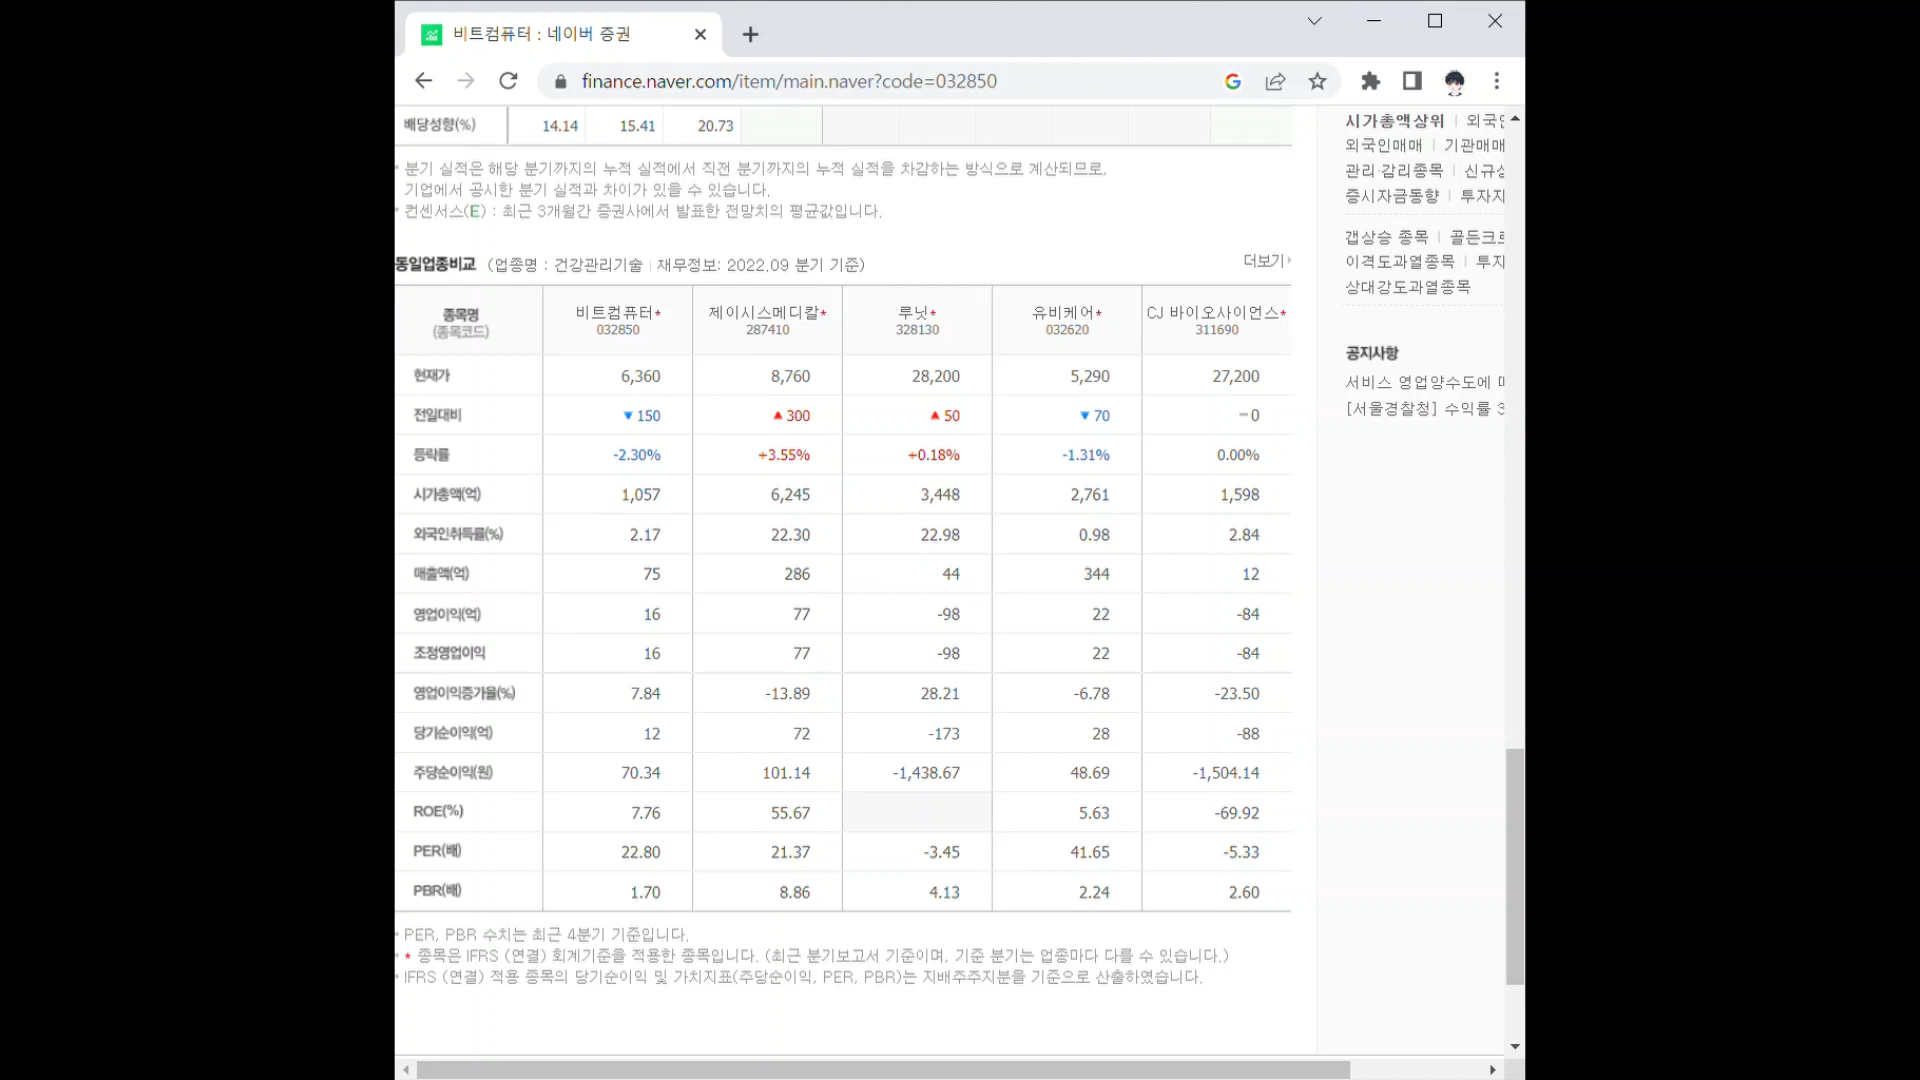 비트컴퓨터 : 네이버 증권
finance.naver.com/item/main.naver?code=032850
배당성향(%) 14.14 15.41 20.73
분기 실적은 해당 분기까지의 누적 실적에서 직전 분기까지의 누적 실적을 차감하는 방식으로 계산되므로,
기업에서 공시한 분기 실적과 차이가 있을 수 있습니다.
컨센서스(E) : 최근 3개월간 증권사에서 발표한 전망치의 평균값입니다.
동일업종비교 (업종명 : 건강관리기술 | 재무정보: 2022.09 분기 기준) 더보기
종목명 비트컴퓨터* 제이시스메디칼* 루닛* 유비케어* CJ 바이오사이언스*
(종목코드) 032850 287410 328130 032620 311690
현재가 6,360 8,760 28,200 5,290 27,200
전일대비 ▼150 ▲300 ▲50 ▼70 -0
등락률 -2.30% +3.55% +0.18% -1.31% 0.00%
시가총액(억) 1,057 6,245 3,448 2,761 1,598
외국인취득률(%) 2.17 22.30 22.98 0.98 2.84
매출액(억) 75 286 44 344 12
영업이익(억) 16 77 -98 22 -84
조정영업이익 16 77 -98 22 -84
영업이익증가율(%) 7.84 -13.89 28.21 -6.78 -23.50
당기순이익(억) 12 72 -173 28 -88
주당순이익(원) 70.34 101.14 -1,438.67 48.69 -1,504.14
ROE(%) 7.76 55.67 5.63 -69.92
PER(배) 22.80 21.37 -3.45 41.65 -5.33
PBR(배) 1.70 8.86 4.13 2.24 2.60
PER, PBR 수치는 최근 4분기 기준입니다.
* 종목은 IFRS (연결) 회계기준을 적용한 종목입니다. (최근 분기보고서 기준이며, 기준 분기는 업종마다 다를 수 있습니다.)
IFRS (연결) 적용 종목의 당기순이익 및 가치지표(주당순이익, PER, PBR)는 지배주주지분을 기준으로 산출하였습니다.
시가총액상위 |
외국인매매 | 기관매매
관리·감리종목 |
증시자금동향 |
갭상승 종목 |
이격도과열종목 |
상대강도과열종목
공지사항
서비스 영업양수도에
[서울경찰청] 수익률